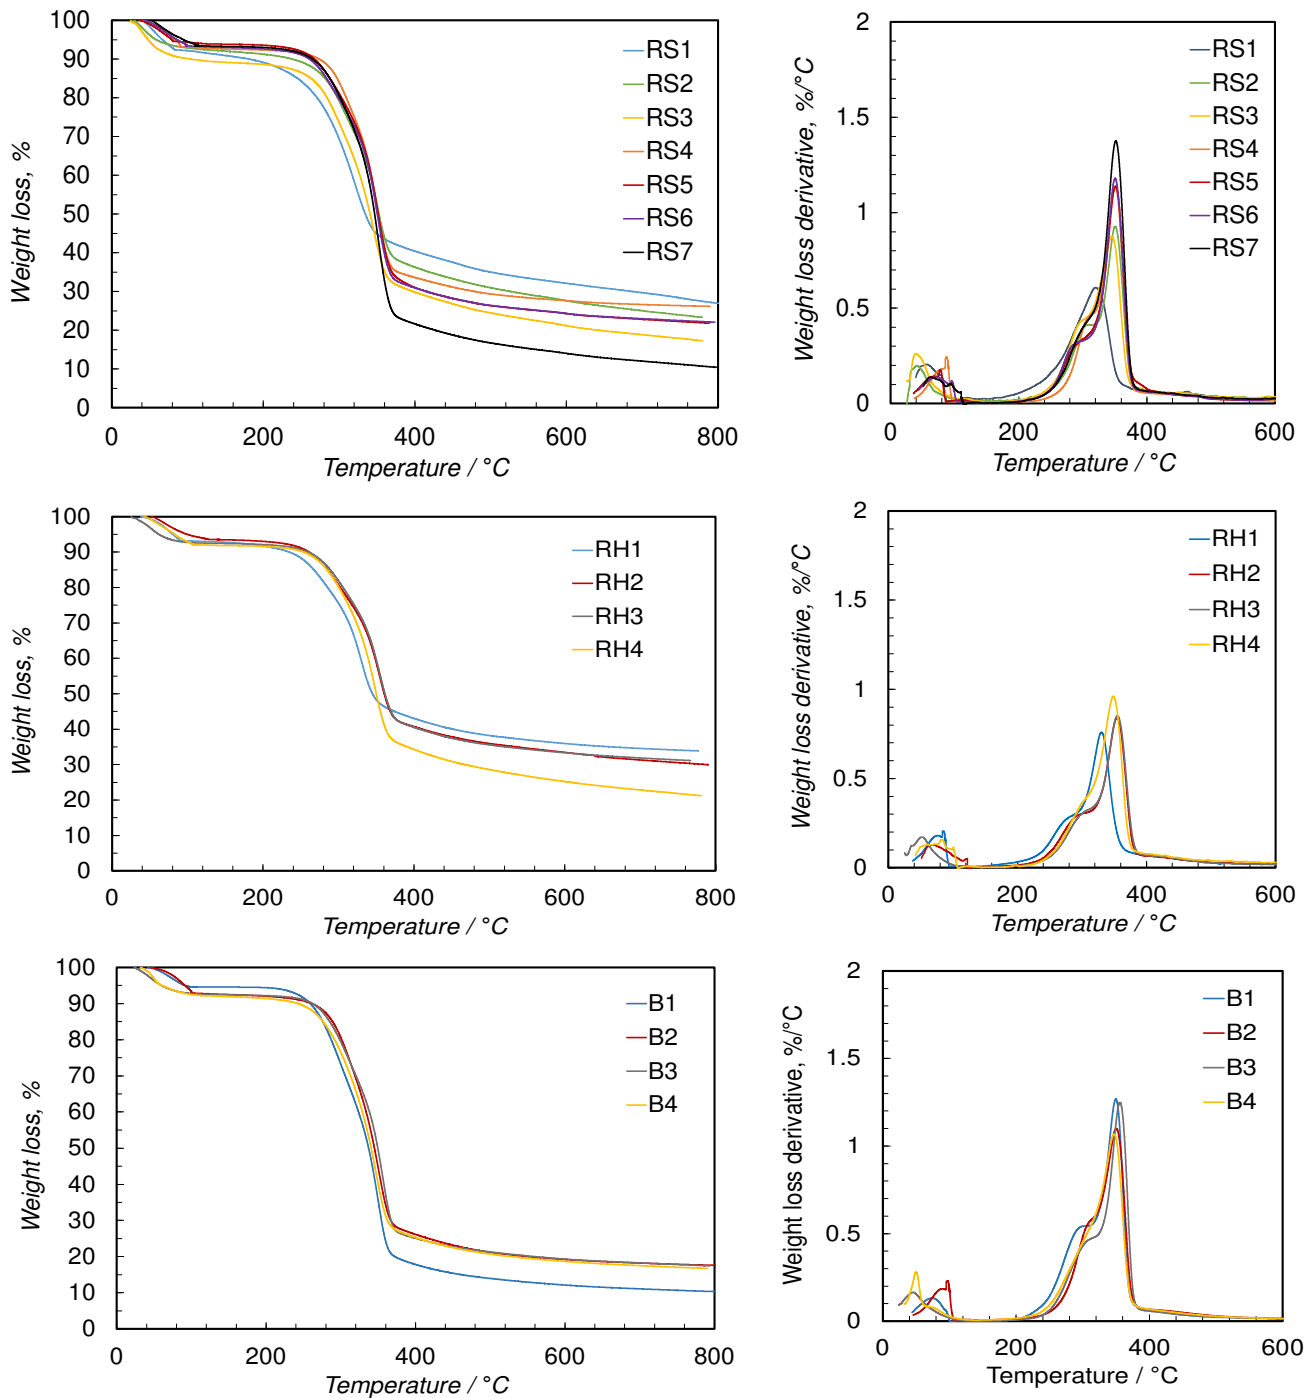 Weight loss, %
100
90
80
70
60
50
40
30
20
10
0
0 200 400 600 800
Temperature / °C
RS1
RS2
RS3
RS4
RS5
RS6
RS7
Weight loss derivative, %/°C
2
1.5
1
0.5
0
0 200 400 600
Temperature / °C
RS1
RS2
RS3
RS4
RS5
RS6
RS7
Weight loss, %
100
90
80
70
60
50
40
30
20
10
0
0 200 400 600 800
Temperature / °C
RH1
RH2
RH3
RH4
Weight loss derivative, %/°C
2
1.5
1
0.5
0
0 200 400 600
Temperature / °C
RH1
RH2
RH3
RH4
Weight loss, %
100
90
80
70
60
50
40
30
20
10
0
0 200 400 600 800
Temperature / °C
B1
B2
B3
B4
Weight loss derivative, %/°C
2
1.5
1
0.5
0
0 200 400 600
Temperature / °C
B1
B2
B3
B4